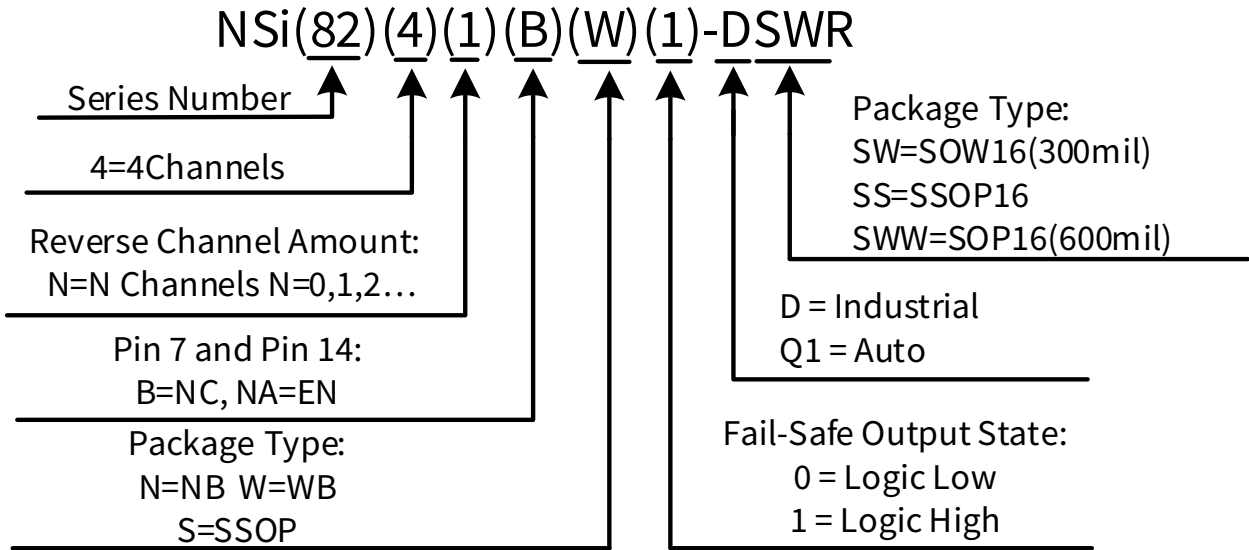 NSi(82)(4)(1)(B)(W)(1)-DSWR
Series Number
4=4Channels
Reverse Channel Amount:
N=N Channels N=0,1,2…
Pin 7 and Pin 14:
B=NC, NA=EN
Package Type:
N=NB W=WB
S=SSOP
Package Type:
SW=SOW16(300mil)
SS=SSOP16
SWW=SOP16(600mil)
D = Industrial
Q1 = Auto
Fail-Safe Output State:
0 = Logic Low
1 = Logic High